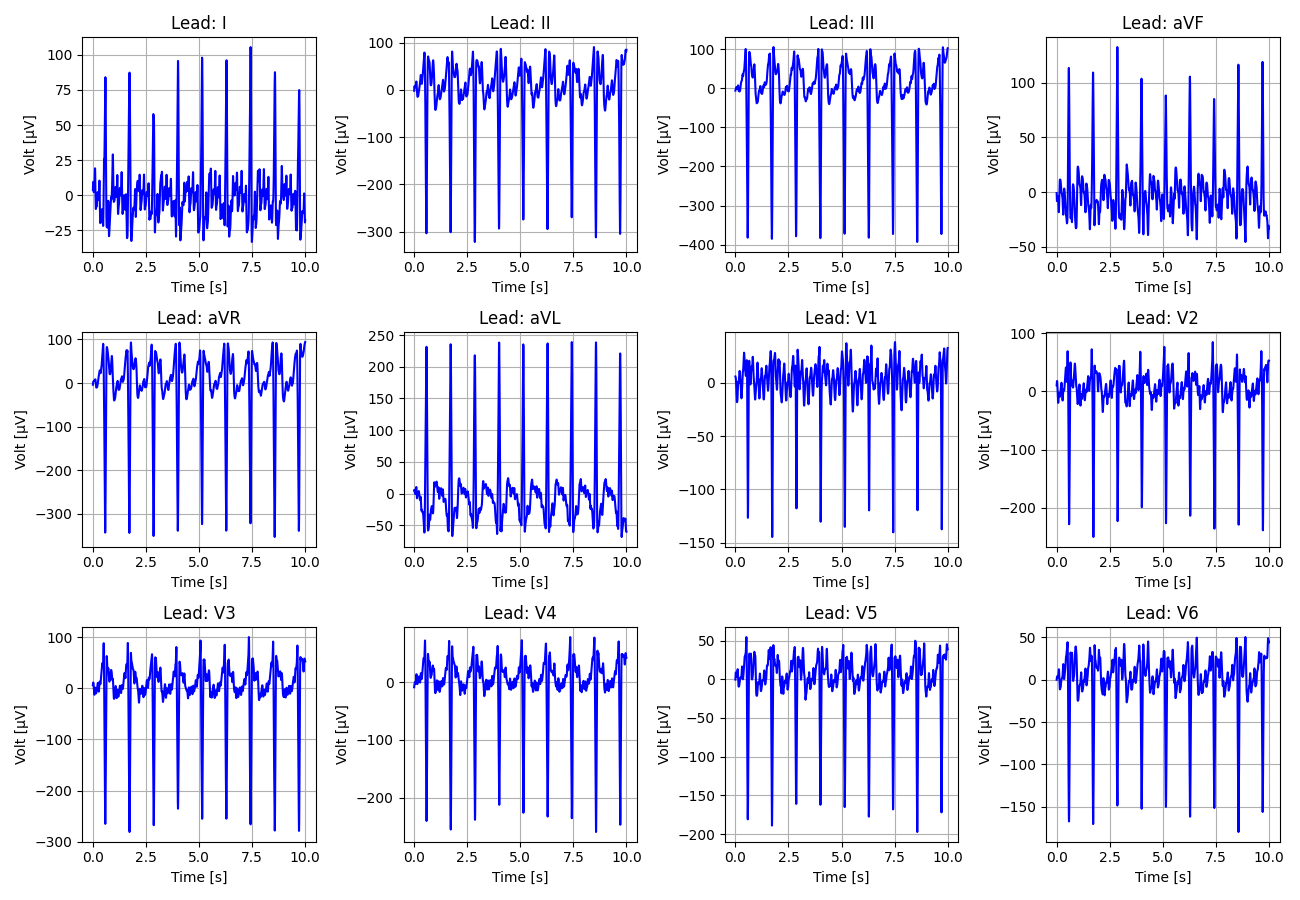 Lead: I
Volt [µV]
100
75
50
25
0
−25
0.0 2.5 5.0 7.5 10.0
Time [s]
Lead: II
Volt [µV]
100
0
−100
−200
−300
0.0 2.5 5.0 7.5 10.0
Time [s]
Lead: III
Volt [µV]
100
0
−100
−200
−300
−400
0.0 2.5 5.0 7.5 10.0
Time [s]
Lead: aVF
Volt [µV]
100
50
0
−50
0.0 2.5 5.0 7.5 10.0
Time [s]
Lead: aVR
Volt [µV]
100
0
−100
−200
−300
0.0 2.5 5.0 7.5 10.0
Time [s]
Lead: aVL
Volt [µV]
250
200
150
100
50
0
−50
0.0 2.5 5.0 7.5 10.0
Time [s]
Lead: V1
Volt [µV]
0
−50
−100
−150
0.0 2.5 5.0 7.5 10.0
Time [s]
Lead: V2
Volt [µV]
100
0
−100
−200
0.0 2.5 5.0 7.5 10.0
Time [s]
Lead: V3
Volt [µV]
100
0
−100
−200
−300
0.0 2.5 5.0 7.5 10.0
Time [s]
Lead: V4
Volt [µV]
0
−100
−200
0.0 2.5 5.0 7.5 10.0
Time [s]
Lead: V5
Volt [µV]
50
0
−50
−100
−150
−200
0.0 2.5 5.0 7.5 10.0
Time [s]
Lead: V6
Volt [µV]
50
0
−50
−100
−150
0.0 2.5 5.0 7.5 10.0
Time [s]